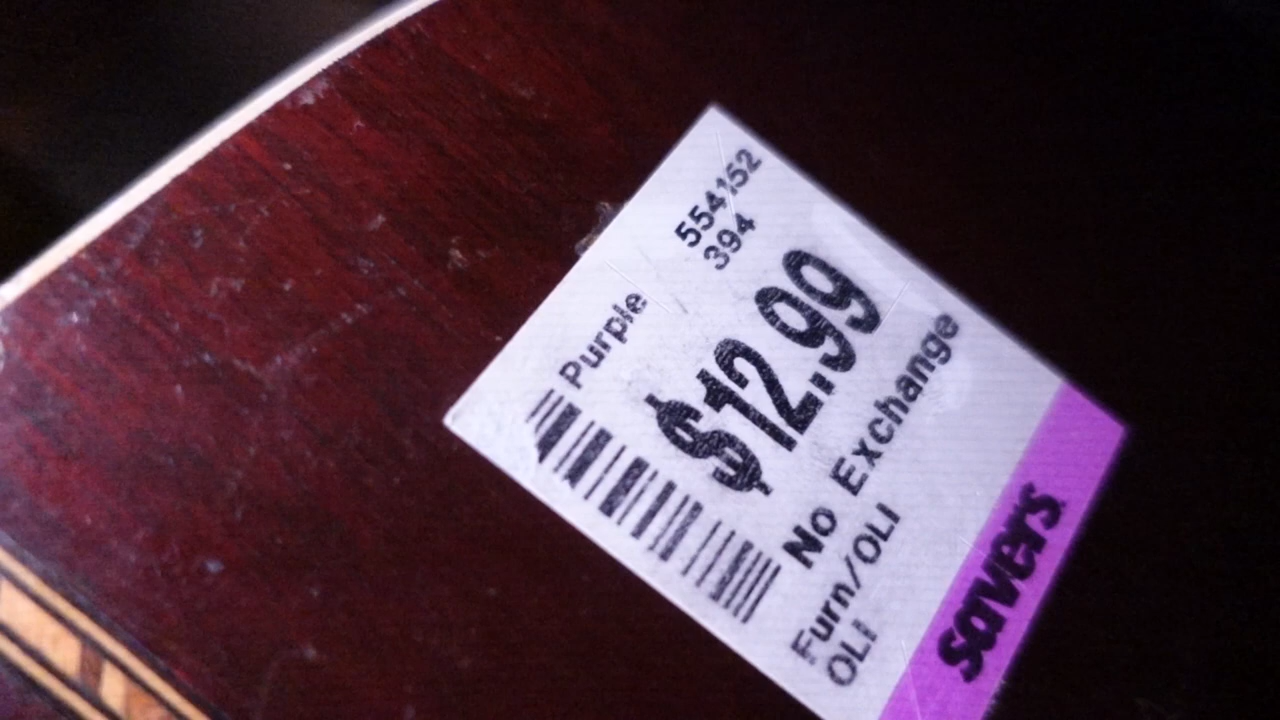 554152
394
Purple
$12.99
No Exchange
Furn/OLI
OLI
savers